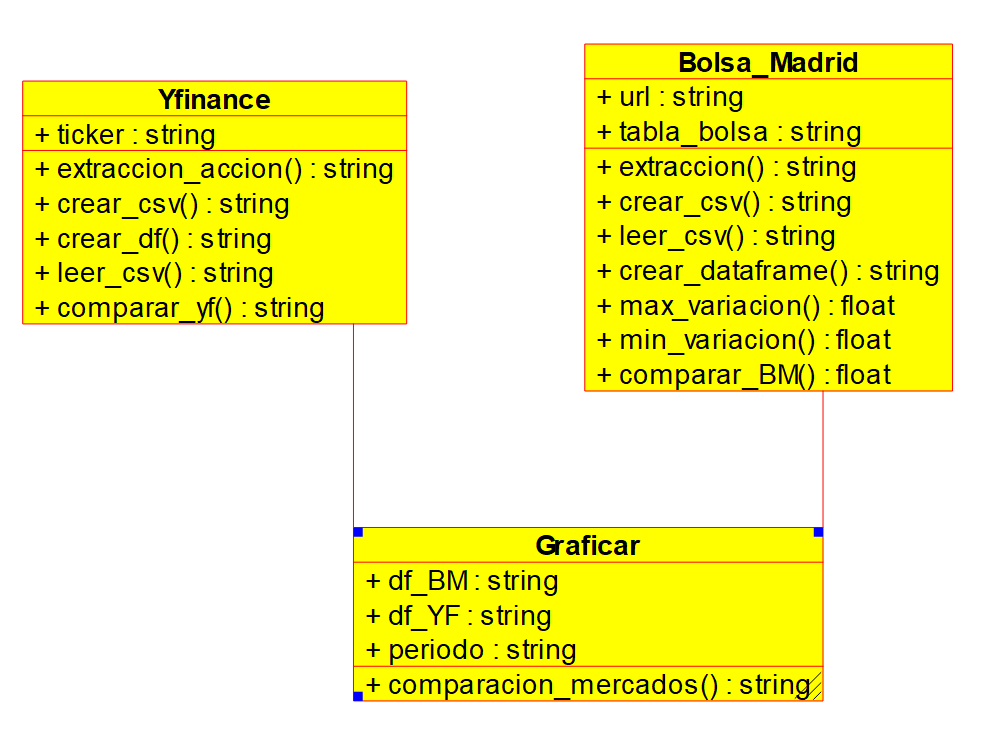 Yfinance
+ ticker : string
+ extraccion_accion() : string
+ crear_csv() : string
+ crear_df() : string
+ leer_csv() : string
+ comparar_yf() : string
Bolsa_Madrid
+ url : string
+ tabla_bolsa : string
+ extraccion() : string
+ crear_csv() : string
+ leer_csv() : string
+ crear_dataframe() : string
+ max_variacion() : float
+ min_variacion() : float
+ comparar_BM() : float
Graficar
+ df_BM : string
+ df_YF : string
+ periodo : string
+ comparacion_mercados() : string